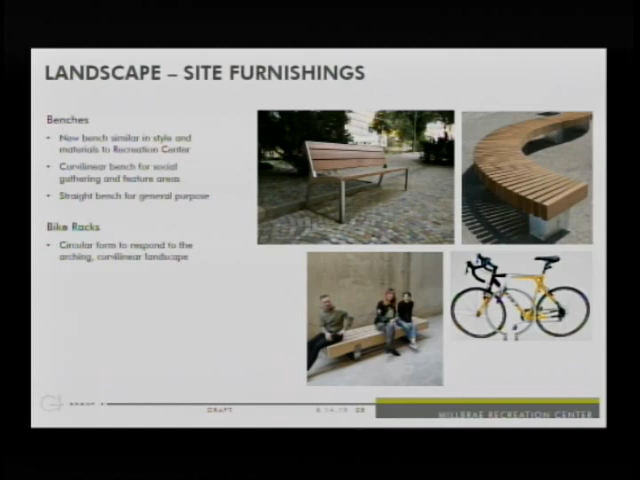 LANDSCAPE – SITE FURNISHINGS
Benches
• New bench similar in style and
materials to Recreation Center
• Curvilinear bench for social
gathering and feature areas
• Straight bench for general purpose
Bike Racks
• Circular form to respond to the
arching, curvilinear landscape
DRAFT
MILLBRAE RECREATION CENTER